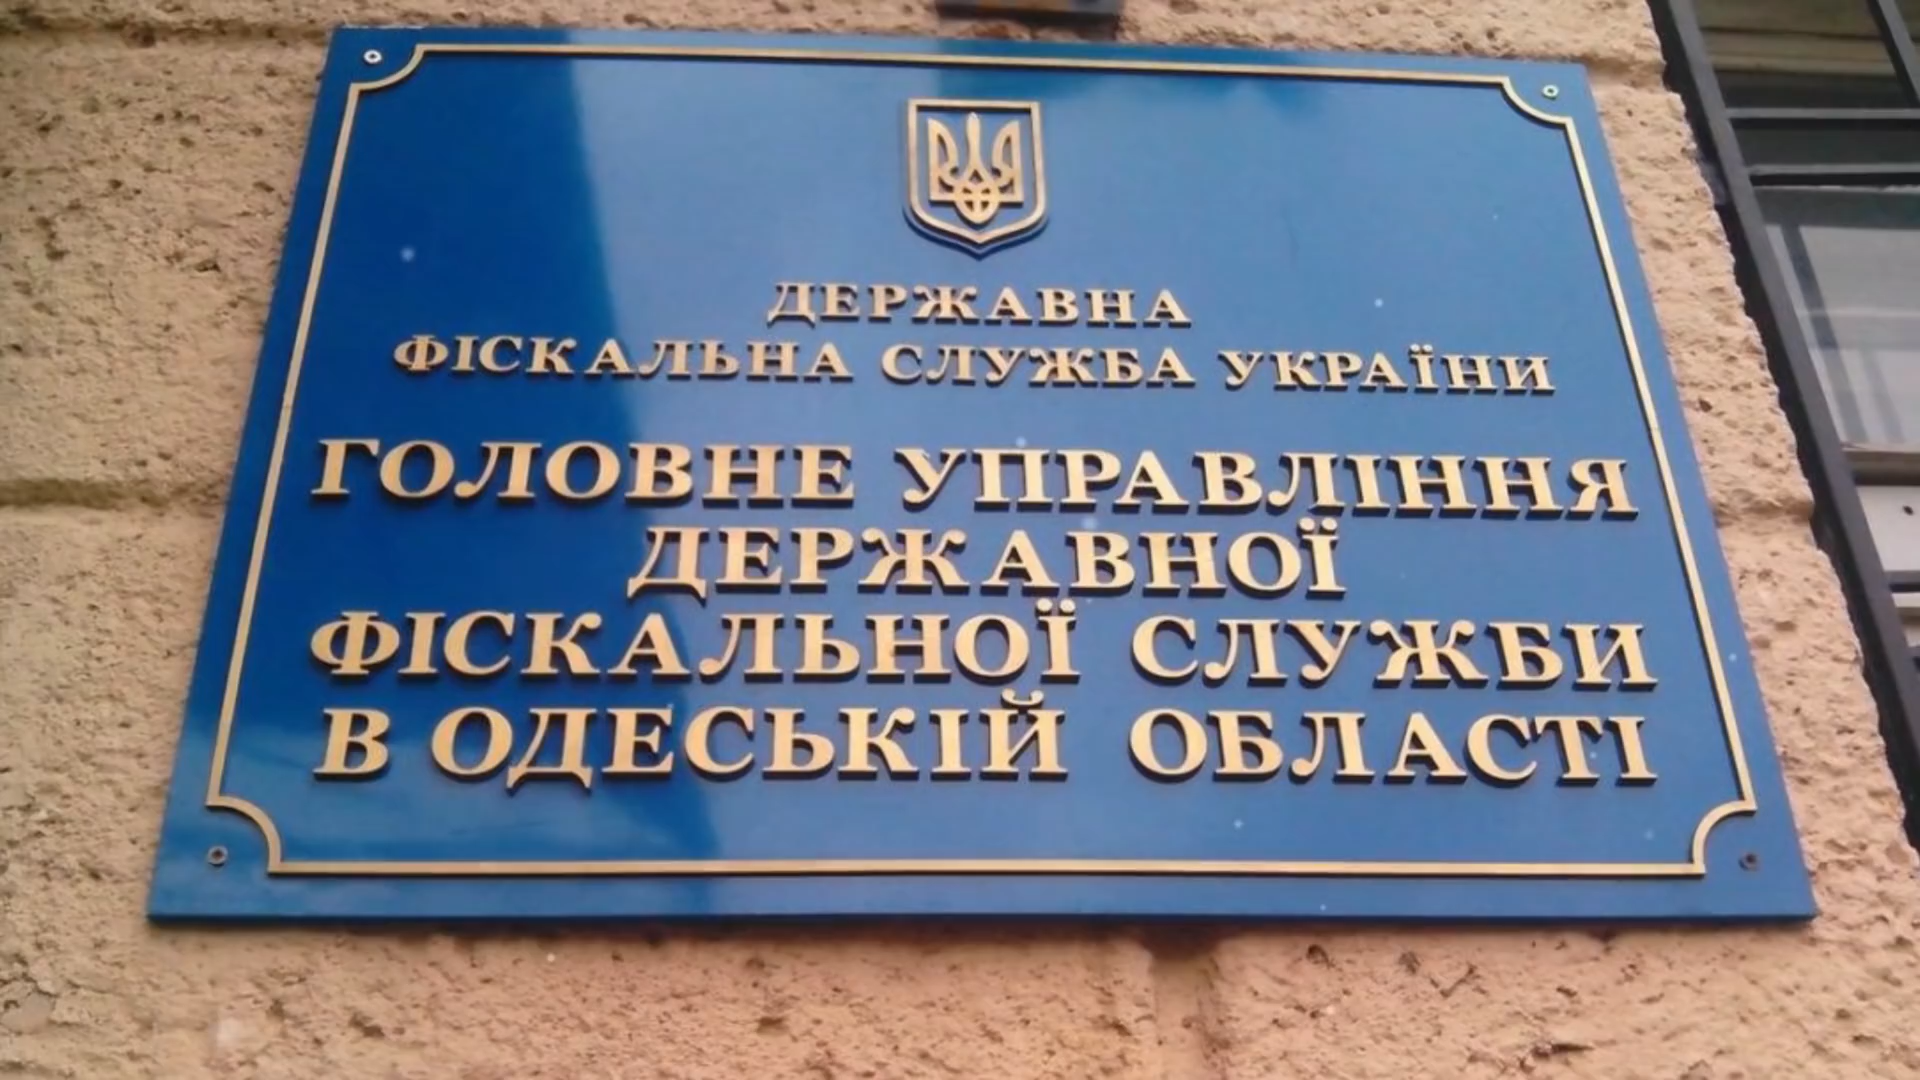 ДЕРЖАВНА
ФІСКАЛЬНА СЛУЖБА УКРАЇНИ
ГОЛОВНЕ УПРАВЛІННЯ
ДЕРЖАВНОЇ
ФІСКАЛЬНОЇ СЛУЖБИ
В ОДЕСЬКІЙ ОБЛАСТІ